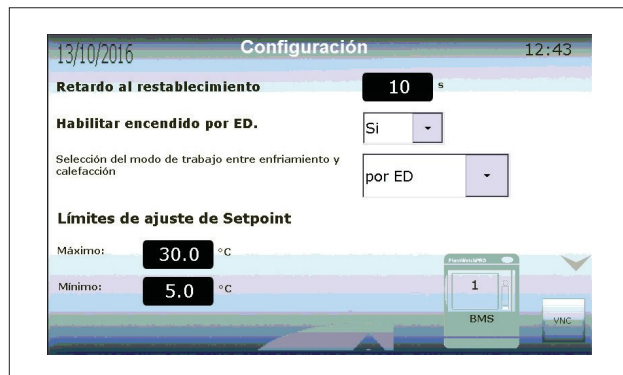 13/10/2016 Configuración 12:43
Retardo al restablecimiento 10 s
Habilitar encendido por ED. Si
Selección del modo de trabajo entre enfriamiento y
calefacción
por ED
Límites de ajuste de Setpoint
Máximo: 30.0 °C
Mínimo: 5.0 °C
PlantWatchPRO
1
BMS
VNC